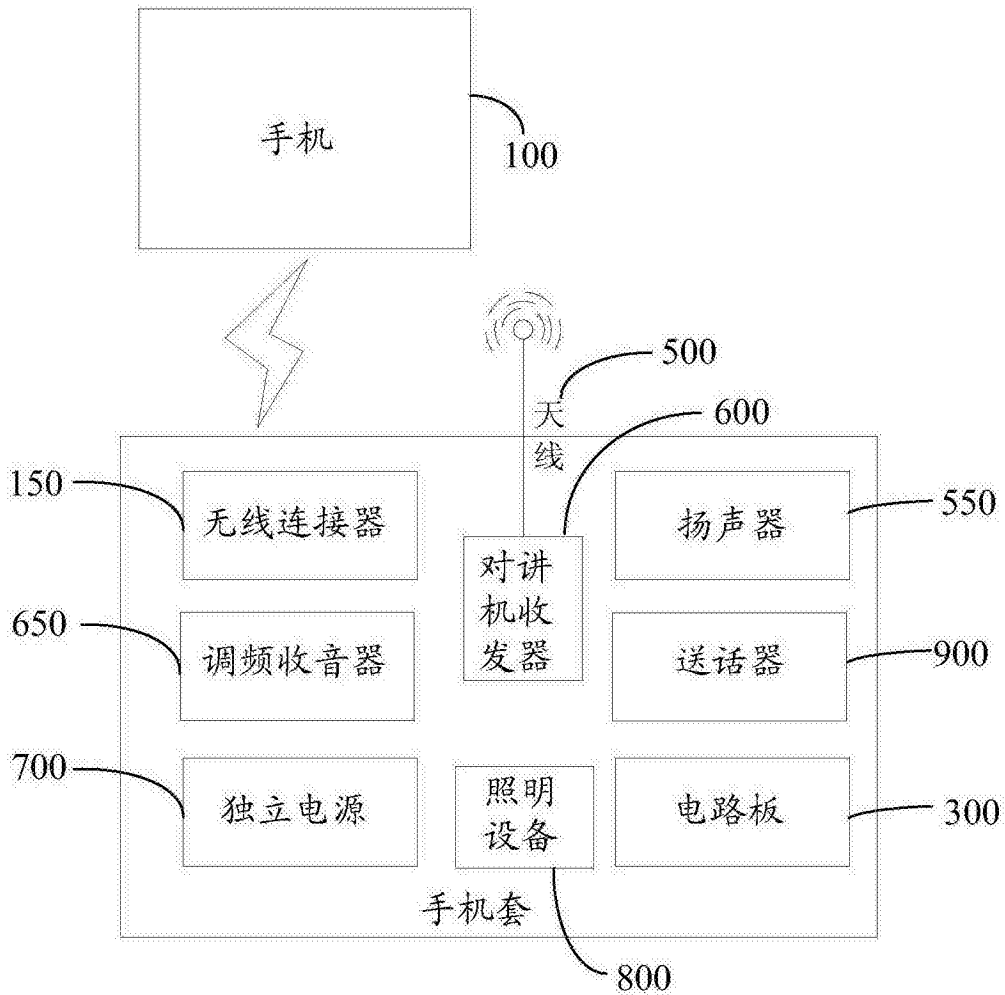 手机
100
500
天
线
600
150
无线连接器
对讲
机收
发器
扬声器
550
650
调频收音器
送话器
900
700
独立电源
照明
设备
电路板
300
手机套
800